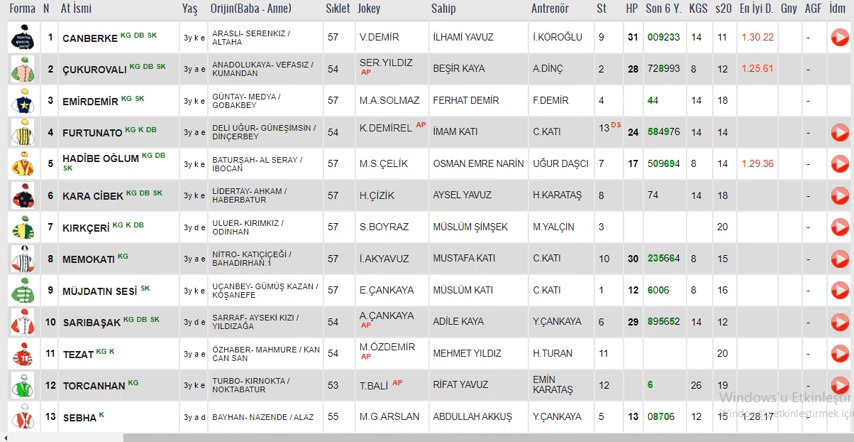 Forma N At İsmi Yaş Orijin(Baba - Anne) Sıklet Jokey Sahip Antrenör St HP Son 6 Y. KGS s20 En İyi D. Gny AGF İdm
1 CANBERKE KG DB SK 3y k e ARASLI- SERENKIZ / ALTAHA 57 V.DEMİR İLHAMİ YAVUZ İ.KÖROĞLU 9 31 009233 14 11 1.30.22 -
2 ÇUKUROVALI KG DB SK 3y a e ANADOLUKAYA- VEFASIZ / KUMANDAN 54 SER.YILDIZ AP BEŞİR KAYA A.DİNÇ 2 28 728993 8 12 1.25.61 -
3 EMİRDEMİR KG SK 3y k e GÜNTAY- MEDYA / GOBAKBEY 57 M.A.SOLMAZ FERHAT DEMİR F.DEMİR 4 44 14 18 -
4 FURTUNATO KG K DB 3y a e DELİ UĞUR- GÜNEŞİMSİN / DİNÇERBEY 54 K.DEMİREL AP İMAM KATI C.KATI 13 DS 24 584976 14 14 -
5 HADİBE OĞLUM KG DB SK 3y k e BATURŞAH- AL SERAY / İBOCAN 57 M.S.ÇELİK OSMAN EMRE NARİN UĞUR DAŞCI 7 17 509694 8 14 1.29.36 -
6 KARA CİBEK KG DB SK 3y k e LİDERTAY- AHKAM / HABERBATUR 57 H.ÇİZİK AYSEL YAVUZ H.KARATAŞ 8 74 14 18 -
7 KIRKÇERİ KG K DB 3y d e ULUER- KIRIMKIZ / ODINHAN 57 S.BOYRAZ MÜSLÜM ŞİMŞEK M.YALÇIN 3 20 -
8 MEMOKATI KG 3y a e NİTRO- KATIÇİÇEĞİ / BAHADIRHAN.1 57 İ.AKYAVUZ MUSTAFA KATI C.KATI 10 30 235664 8 15 -
9 MÜJDATIN SESİ SK 3y k e UÇANBEY- GÜMÜŞ KAZAN / KÖŞANEFE 57 E.ÇANKAYA MÜSLÜM KATI C.KATI 1 12 6006 8 16 -
10 SARIBAŞAK KG DB SK 3y d e SARRAF- AYSEKİ KIZI / YILDIZAĞA 54 A.ÇANKAYA AP ADİLE KAYA Y.ÇANKAYA 6 29 895652 14 12 -
11 TEZAT KG K 3y a e ÖZHABER- MAHMURE / KAN CAN SAN 54 M.ÖZDEMİR AP MEHMET YILDIZ H.TURAN 11 20 -
12 TORCANHAN KG 3y k e TURBO- KIRNOKTA / NOKTABATUR 53 T.BALİ AP RİFAT YAVUZ EMİN KARATAŞ 12 6 26 19 -
Windows'u Etkinleştir
13 SEBHA K 3y a d BAYHAN- NAZENDE / ALAZ 55 M.G.ARSLAN ABDULLAH AKKUŞ Y.ÇANKAYA 5 13 08706 12 15 1.28.17 -
Windows'u etkinleştirmek için